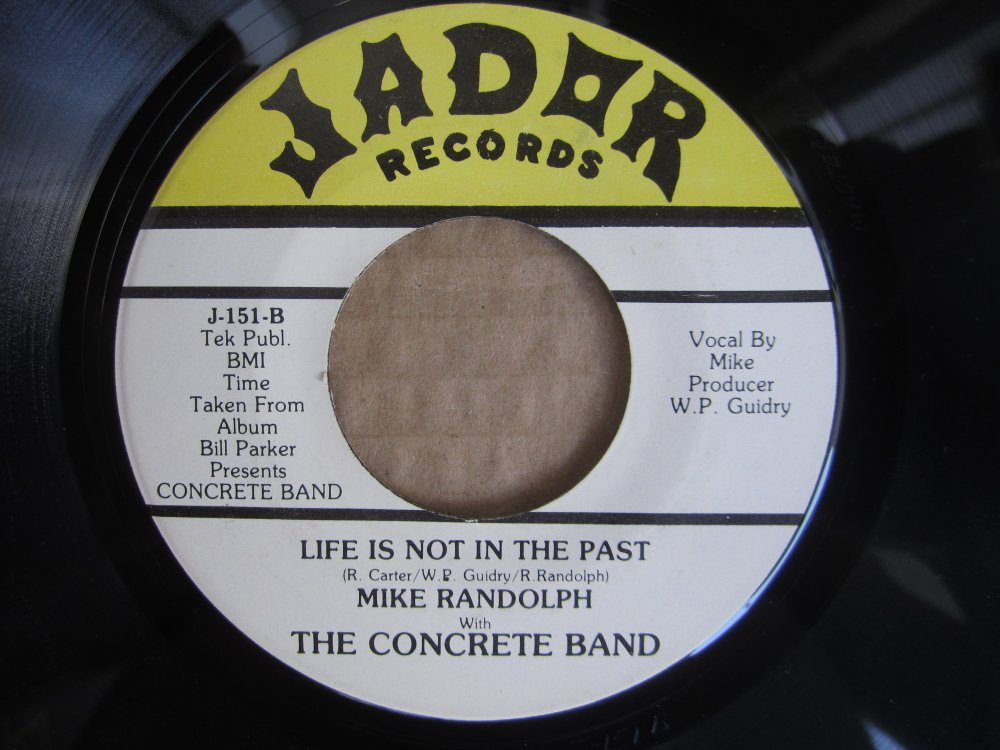 JADOR
RECORDS
J-151-B
Tek Publ.
BMI
Time
Taken From
Album
Bill Parker
Presents
CONCRETE BAND
Vocal By
Mike
Producer
W.P. Guidry
LIFE IS NOT IN THE PAST
(R. Carter/W.P. Guidry/R.Randolph)
MIKE RANDOLPH
With
THE CONCRETE BAND